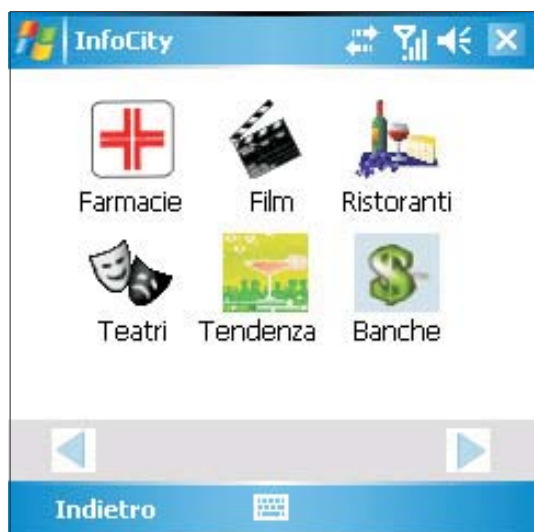 InfoCity
Farmacie Film Ristoranti
Teatri Tendenza Banche
Indietro